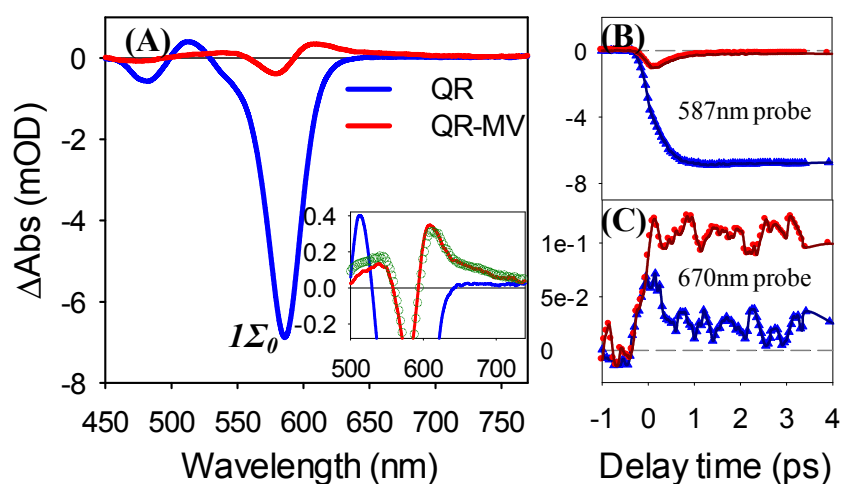 (A)
QR
QR-MV
1Σ0
ΔAbs (mOD)
0
-2
-4
-6
-8
450 500 550 600 650 700 750
Wavelength (nm)
0.4
0.2
0.0
-0.2
500 600 700
(B)
0
-4
-8
587nm probe
(C)
1e-1
5e-2
0
670nm probe
-1 0 1 2 3 4
Delay time (ps)